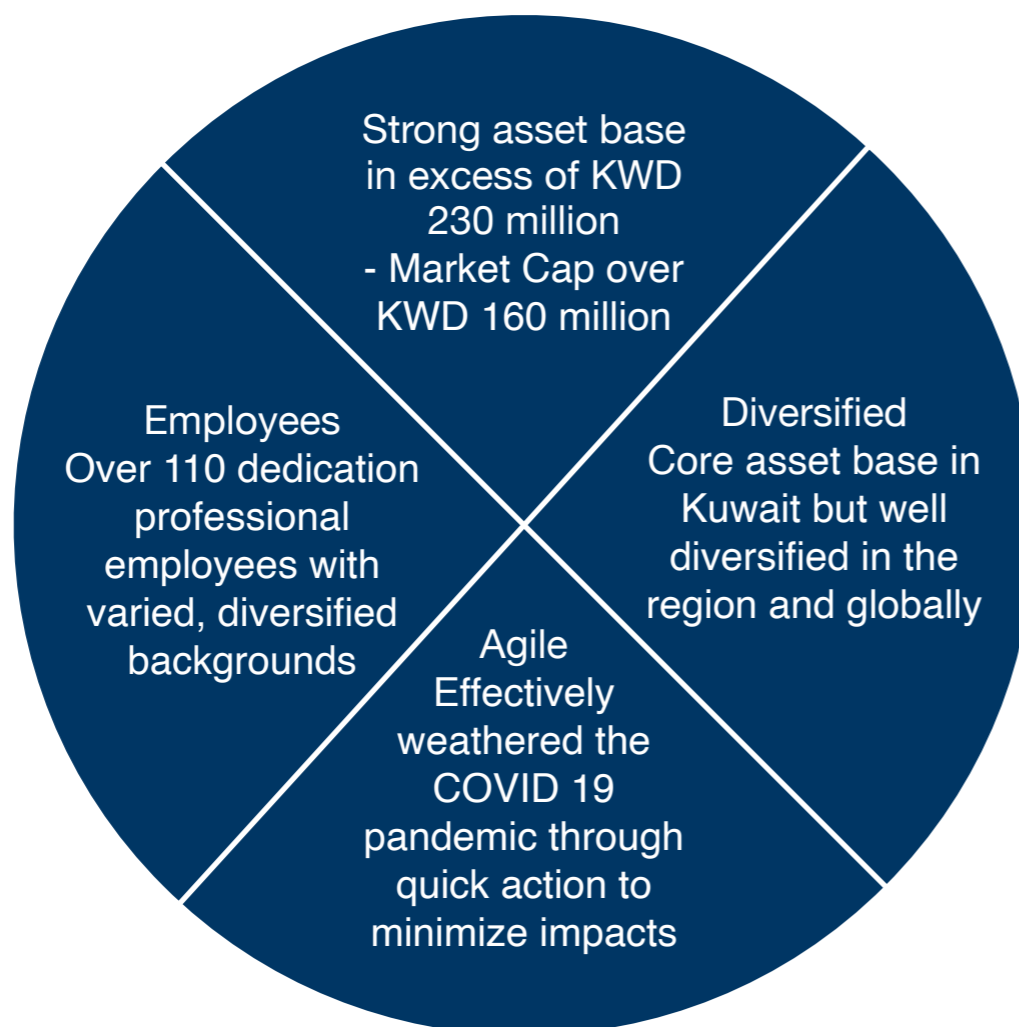 Strong asset base
in excess of KWD
230 million
- Market Cap over
KWD 160 million
Employees
Over 110 dedication
professional
employees with
varied, diversified
backgrounds
Diversified
Core asset base in
Kuwait but well
diversified in the
region and globally
Agile
Effectively
weathered the
COVID 19
pandemic through
quick action to
minimize impacts